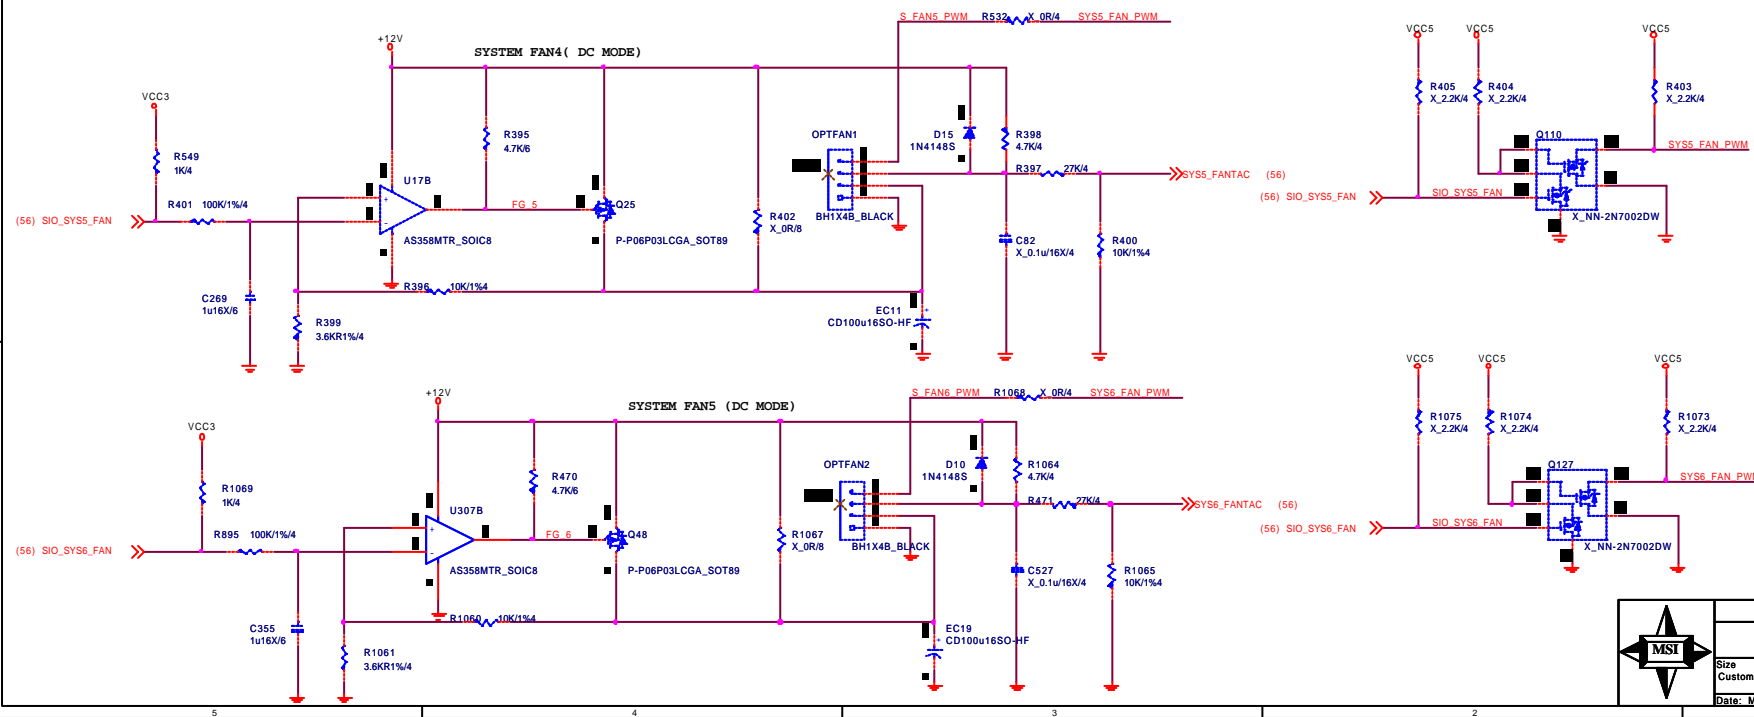 S_FAN5_PWM R532 X_0R/4 SYS5_FAN_PWM
+12V
SYSTEM FAN4( DC MODE)
VCC5 VCC5 VCC5
VCC3
R405
X_2.2K/4
R404
X_2.2K/4
R403
X_2.2K/4
R549
1K/4
R395
4.7K/6
OPTFAN1
D15
1N4148S
R398
4.7K/4
Q110
SYS5_FAN_PWM
U17B
R397 27K/4
SYS5_FANTAC (56)
(56) SIO_SYS5_FAN
SIO_SYS5_FAN
R401 100K/1%/4
FG_5
Q25
+
-
(56) SIO_SYS5_FAN
R402
X_0R/8
BH1X4B_BLACK
X_NN-2N7002DW
AS358MTR_SOIC8
P-P06P03LCGA_SOT89
C82
X_0.1u/16X/4
R400
10K/1%4
R396 10K/1%4
C269
1u16X/6
R399
3.6KR1%/4
EC11
CD100u16SO-HF
+
VCC5 VCC5 VCC5
+12V
SYSTEM FAN5 (DC MODE)
S_FAN6_PWM R1068 X_0R/4 SYS6_FAN_PWM
VCC3
R1075
X_2.2K/4
R1074
X_2.2K/4
R1073
X_2.2K/4
R1069
1K/4
R470
4.7K/6
OPTFAN2
D10
1N4148S
R1064
4.7K/4
Q127
SYS6_FAN_PWM
U307B
R471 27K/4
SYS6_FANTAC (56)
(56) SIO_SYS6_FAN
SIO_SYS6_FAN
R895 100K/1%/4
FG_6
Q48
+
-
(56) SIO_SYS6_FAN
R1067
X_0R/8
BH1X4B_BLACK
X_NN-2N7002DW
AS358MTR_SOIC8
P-P06P03LCGA_SOT89
C527
X_0.1u/16X/4
R1065
10K/1%4
R1060 10K/1%4
C355
1u16X/6
R1061
3.6KR1%/4
EC19
CD100u16SO-HF
+
MSI
Size
Custom
Date: M
5 4 3 2